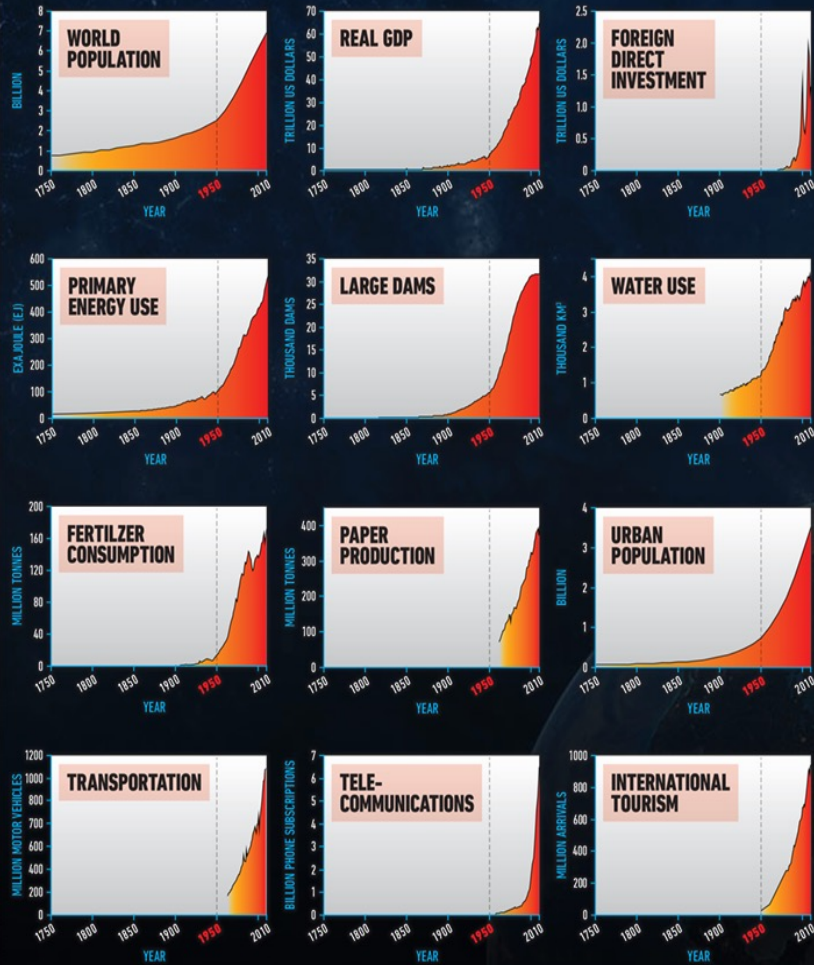 WORLD
POPULATION
BILLION
8
7
6
5
4
3
2
1
0
1750 1800 1850 1900 1950 2010
YEAR
REAL GDP
TRILLION US DOLLARS
70
60
50
40
30
20
10
0
1750 1800 1850 1900 1950 2010
YEAR
FOREIGN
DIRECT
INVESTMENT
TRILLION US DOLLARS
2.5
2.0
1.5
1.0
0.5
0
1750 1800 1850 1900 1950 2010
YEAR
PRIMARY
ENERGY USE
EXAJOULE (EJ)
600
500
400
300
200
100
0
1750 1800 1850 1900 1950 2010
YEAR
LARGE DAMS
THOUSAND DAMS
35
30
25
20
15
10
5
0
1750 1800 1850 1900 1950 2010
YEAR
WATER USE
THOUSAND KM³
4
3
2
1
0
1750 1800 1850 1900 1950 2010
YEAR
FERTILZER
CONSUMPTION
MILLION TONNES
200
160
120
80
40
0
1750 1800 1850 1900 1950 2010
YEAR
PAPER
PRODUCTION
MILLION TONNES
400
300
200
100
0
1750 1800 1850 1900 1950 2010
YEAR
URBAN
POPULATION
BILLION
4
3
2
1
0
1750 1800 1850 1900 1950 2010
YEAR
TRANSPORTATION
MILLION MOTOR VEHICLES
1200
1000
800
700
600
400
200
0
1750 1800 1850 1900 1950 2010
YEAR
TELE-
COMMUNICATIONS
BILLION PHONE SUBSCRIPTIONS
7
6
5
4
3
2
1
0
1750 1800 1850 1900 1950 2010
YEAR
INTERNATIONAL
TOURISM
MILLION ARRIVALS
1000
800
600
400
200
0
1750 1800 1850 1900 1950 2010
YEAR